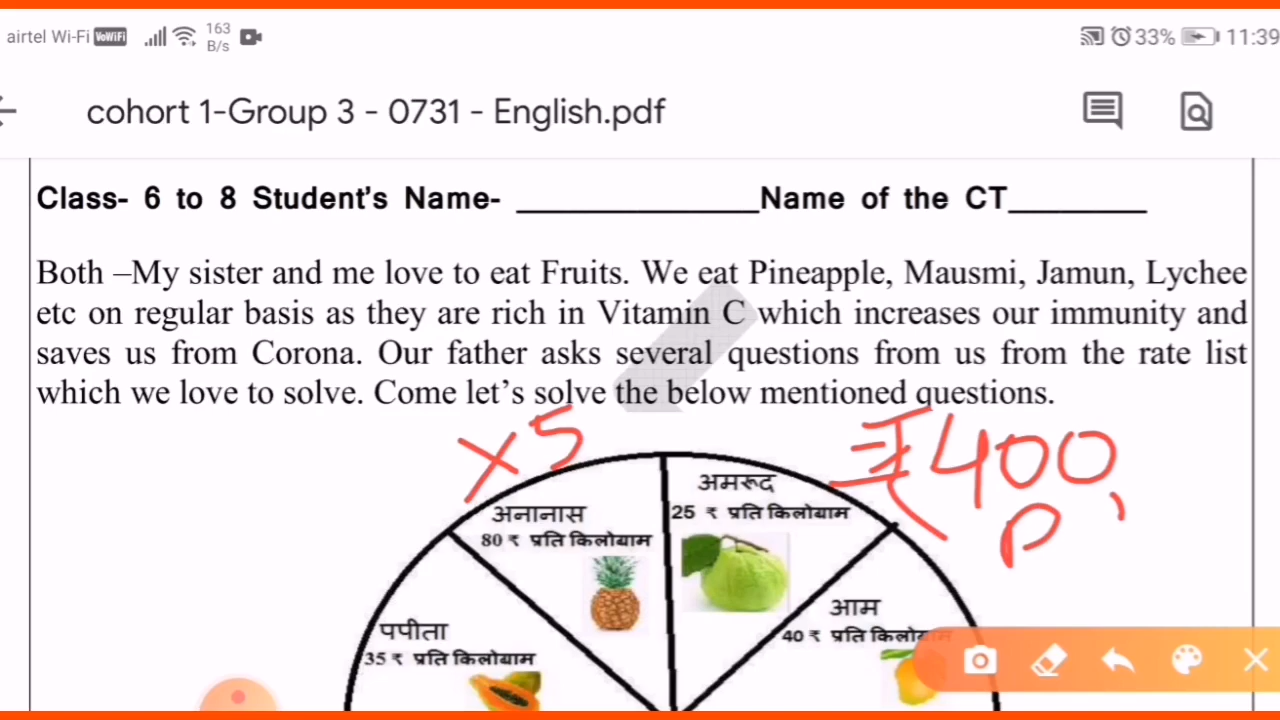 airtel Wi-Fi VoWiFi 163 B/s 33% 11:39
cohort 1-Group 3 - 0731 - English.pdf
Class- 6 to 8 Student's Name- ______________Name of the CT________
Both –My sister and me love to eat Fruits. We eat Pineapple, Mausmi, Jamun, Lychee
etc on regular basis as they are rich in Vitamin C which increases our immunity and
saves us from Corona. Our father asks several questions from us from the rate list
which we love to solve. Come let's solve the below mentioned questions.
×5
₹400
P
अमरूद
25 ₹ प्रति किलोग्राम
अनानास
80 ₹ प्रति किलोग्राम
आम
40 ₹ प्रति किलोग्राम
पपीता
35 ₹ प्रति किलोग्राम